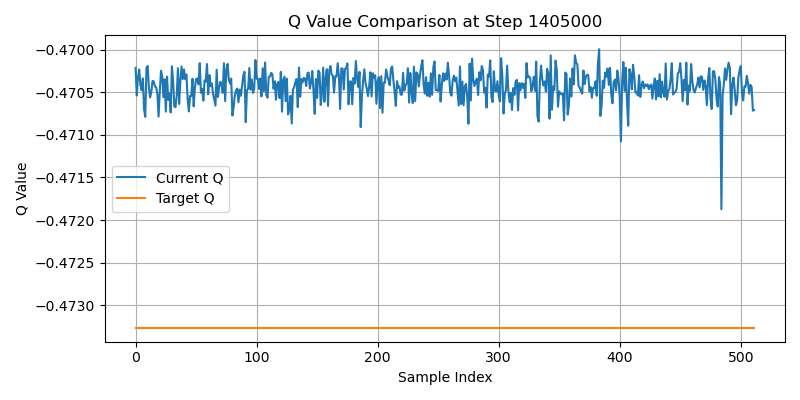 Q Value Comparison at Step 1405000
Q Value
−0.4700
−0.4705
−0.4710
−0.4715
−0.4720
−0.4725
−0.4730
Current Q
Target Q
0 100 200 300 400 500
Sample Index